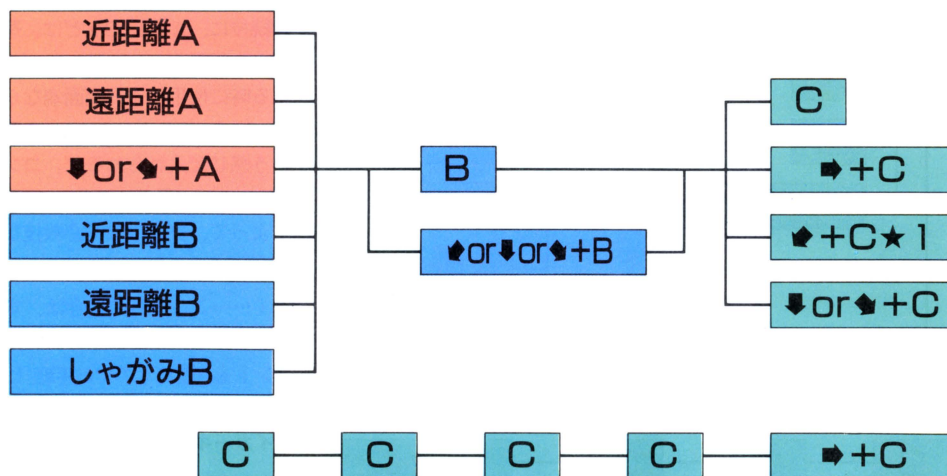 近距離A
遠距離A
⬇or⬊+A
近距離B
遠距離B
しゃがみB
B
⬋or⬇or⬊+B
C
➡+C
⬋+C★1
⬇or⬊+C
C C C C ➡+C